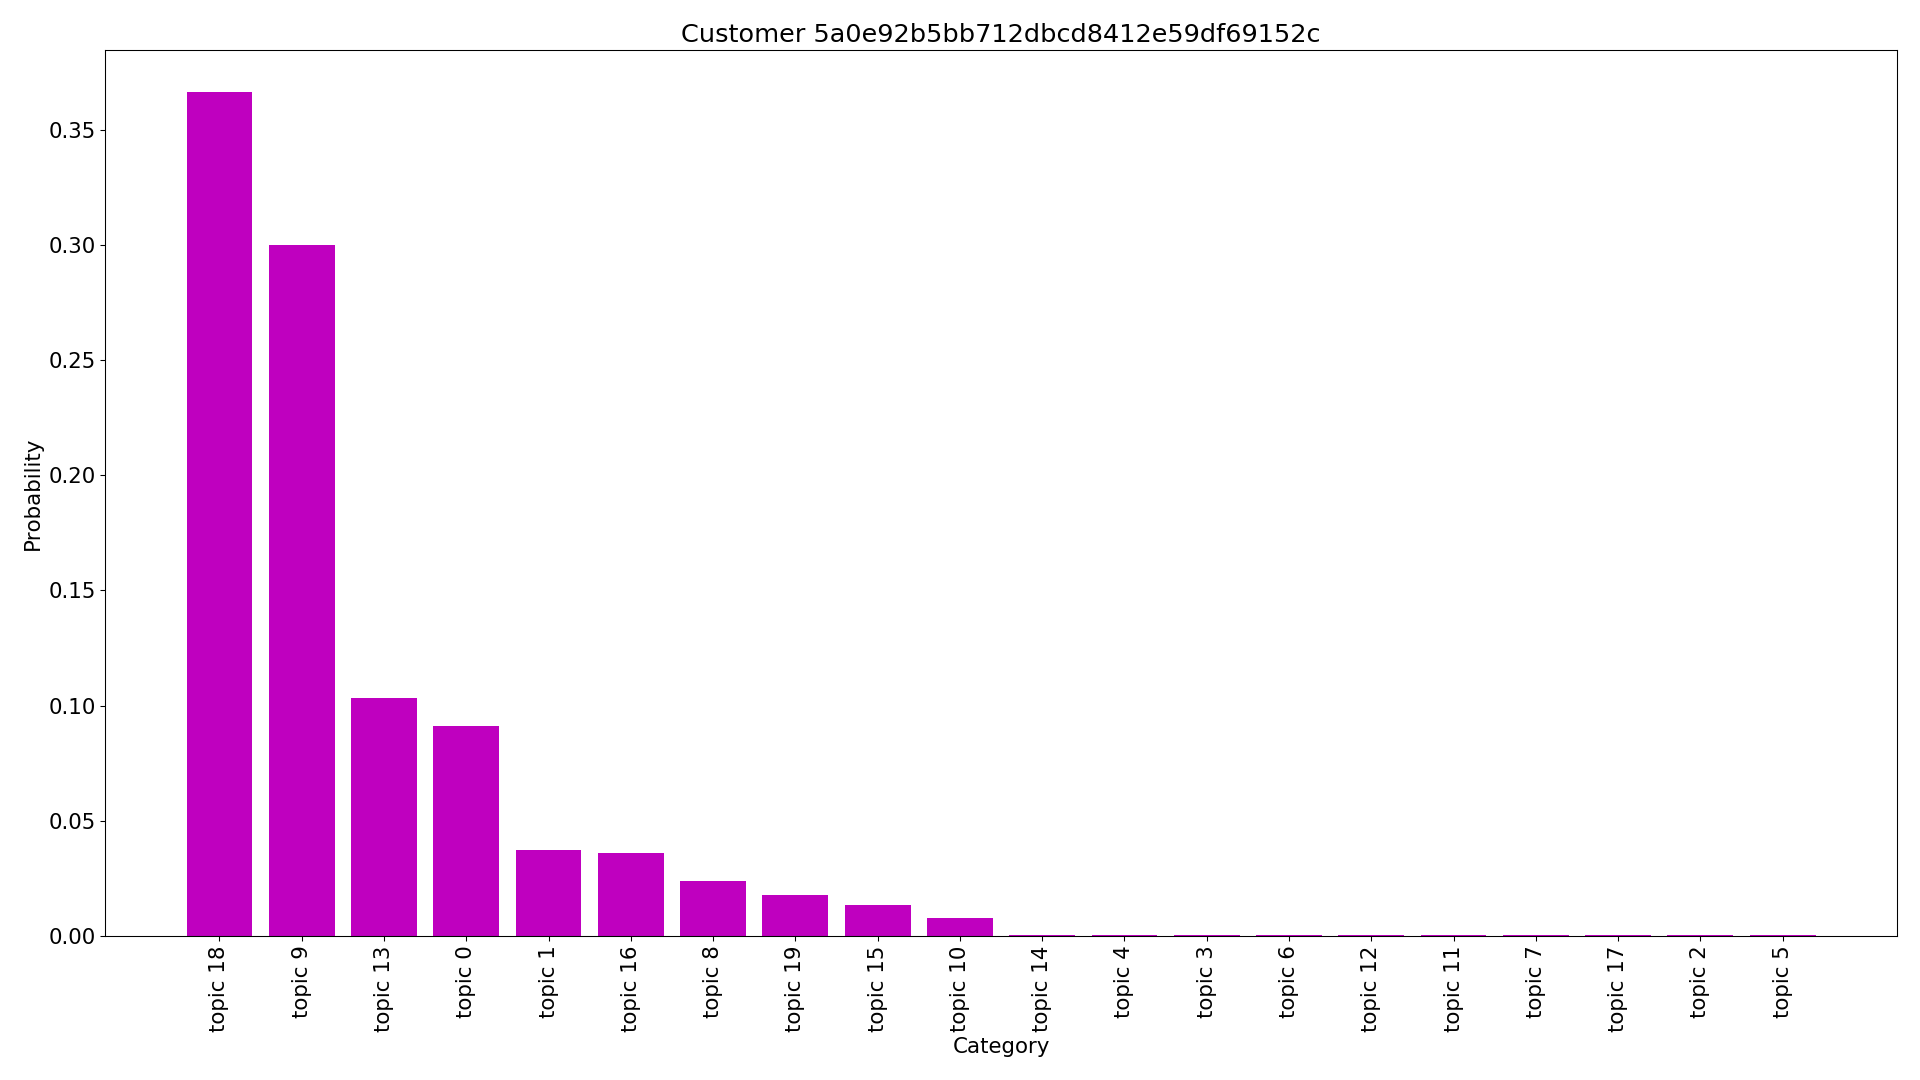 Customer 5a0e92b5bb712dbcd8412e59df69152c
Probability
0.35
0.30
0.25
0.20
0.15
0.10
0.05
0.00
topic 18
topic 9
topic 13
topic 0
topic 1
topic 16
topic 8
topic 19
topic 15
topic 10
topic 14
topic 4
topic 3
topic 6
topic 12
topic 11
topic 7
topic 17
topic 2
topic 5
Category